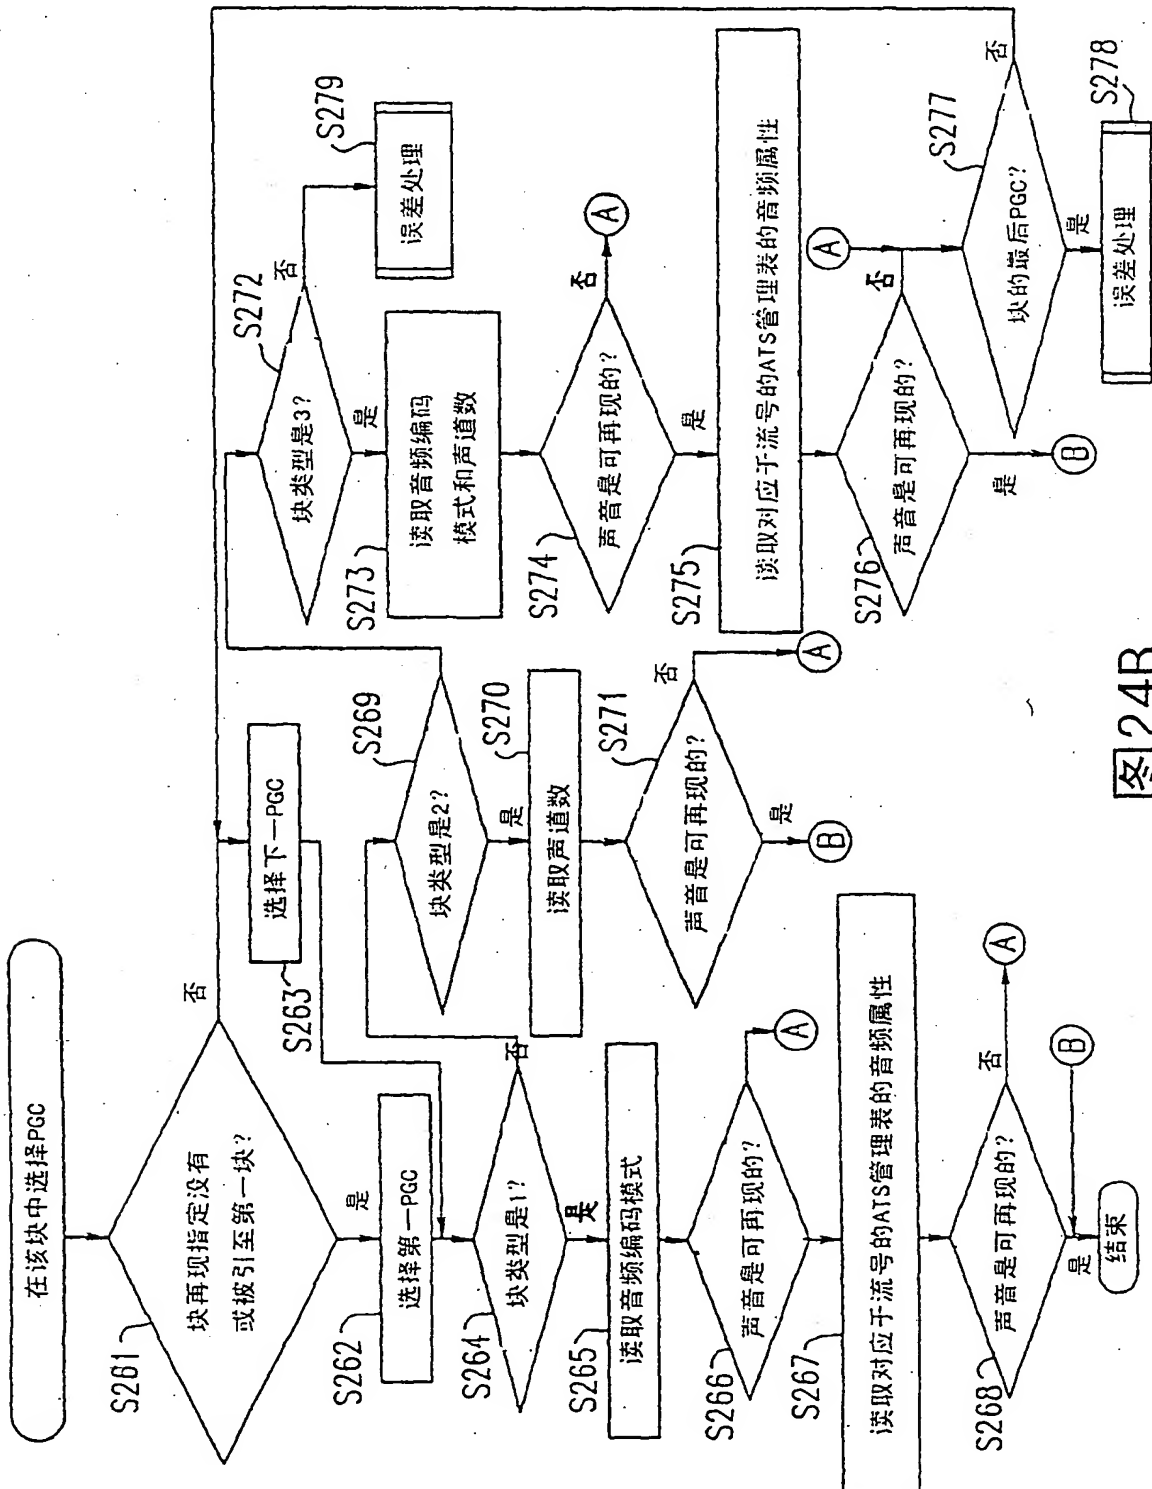 在该块中选择PGC
S261
块再现指定没有
或被引至第一块?
否
是
S262
选择第一PGC
S263
选择下一PGC
S264
块类型是1?
否
是
S265
读取音频编码模式
S266
声音是可再现的?
A
S267
读取对应于流号的ATS管理表的音频属性
S268
声音是可再现的?
否
A
B
是
结束
S269
块类型是2?
是
S270
读取声道数
S271
声音是可再现的?
否
A
是
B
S272
块类型是3?
否
S279
误差处理
是
S273
读取音频编码
模式和声道数
S274
声音是可再现的?
否
A
是
S275
读取对应于流号的ATS管理表的音频属性
S276
声音是可再现的?
否
A
是
B
S277
块的最后PGC?
否
是
S278
误差处理
图24B